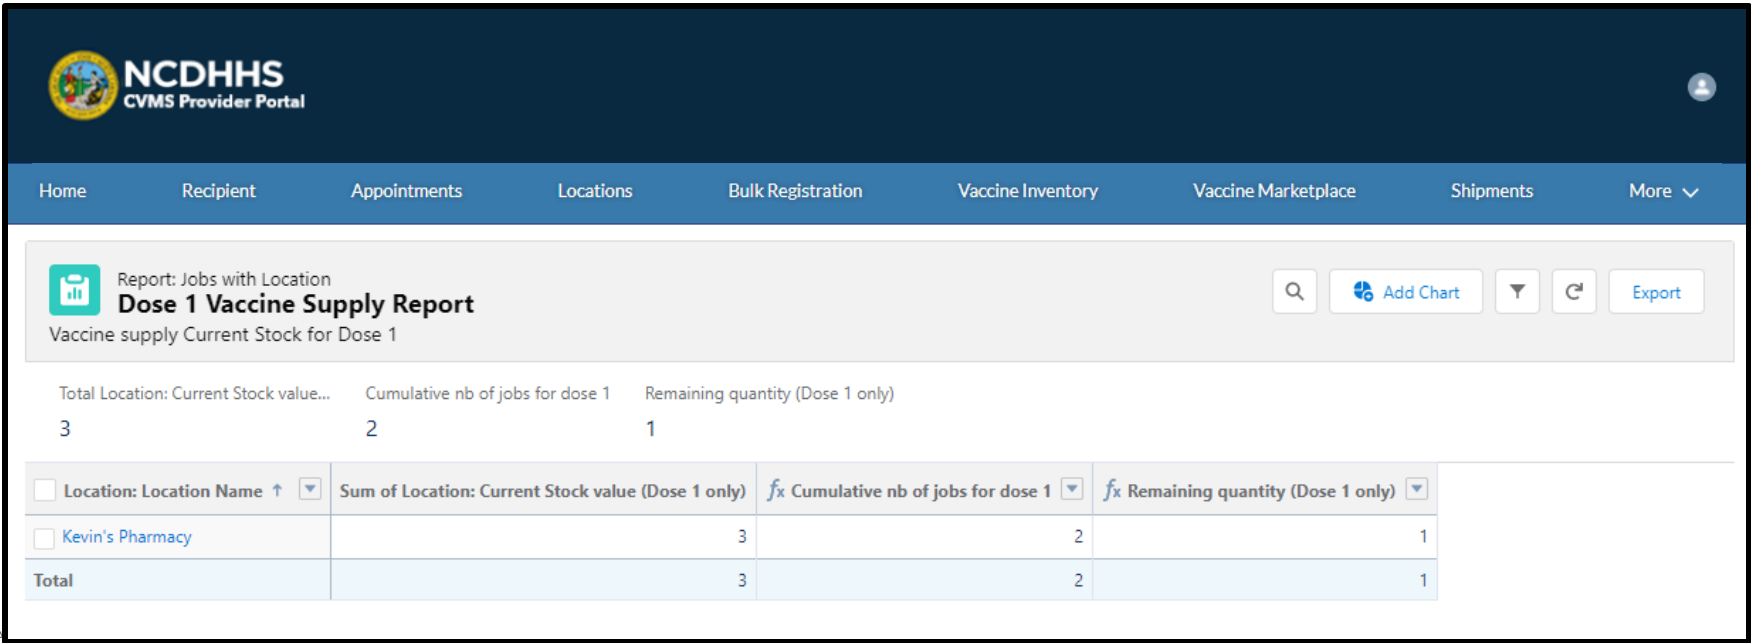 NCDHHS
CVMS Provider Portal
Home Recipient Appointments Locations Bulk Registration Vaccine Inventory Vaccine Marketplace Shipments More
Report: Jobs with Location
Dose 1 Vaccine Supply Report
Vaccine supply Current Stock for Dose 1
Add Chart Export
Total Location: Current Stock value... Cumulative nb of jobs for dose 1 Remaining quantity (Dose 1 only)
3 2 1
Location: Location Name ↑ Sum of Location: Current Stock value (Dose 1 only) fx Cumulative nb of jobs for dose 1 fx Remaining quantity (Dose 1 only)
Kevin's Pharmacy 3 2 1
Total 3 2 1